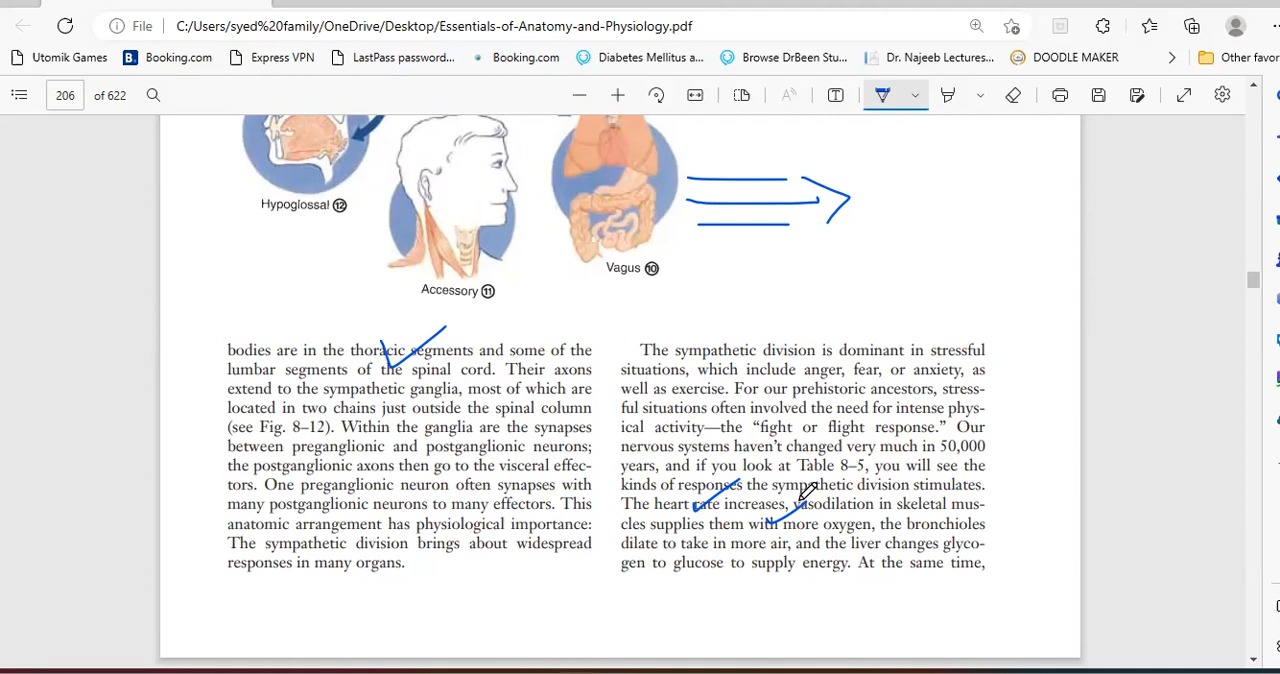 File
C:/Users/syed%20family/OneDrive/Desktop/Essentials-of-Anatomy-and-Physiology.pdf
Utomik Games
Booking.com
Express VPN
LastPass password...
Booking.com
Diabetes Mellitus a...
Browse DrBeen Stu...
Dr. Najeeb Lectures...
DOODLE MAKER
Other favor
206 of 622
Hypoglossal 12
Vagus 10
Accessory 11
bodies are in the thoracic segments and some of the
lumbar segments of the spinal cord. Their axons
extend to the sympathetic ganglia, most of which are
located in two chains just outside the spinal column
(see Fig. 8–12). Within the ganglia are the synapses
between preganglionic and postganglionic neurons;
the postganglionic axons then go to the visceral effec-
tors. One preganglionic neuron often synapses with
many postganglionic neurons to many effectors. This
anatomic arrangement has physiological importance:
The sympathetic division brings about widespread
responses in many organs.
The sympathetic division is dominant in stressful
situations, which include anger, fear, or anxiety, as
well as exercise. For our prehistoric ancestors, stress-
ful situations often involved the need for intense phys-
ical activity—the “fight or flight response.” Our
nervous systems haven’t changed very much in 50,000
years, and if you look at Table 8–5, you will see the
kinds of responses the sympathetic division stimulates.
The heart rate increases, vasodilation in skeletal mus-
cles supplies them with more oxygen, the bronchioles
dilate to take in more air, and the liver changes glyco-
gen to glucose to supply energy. At the same time,